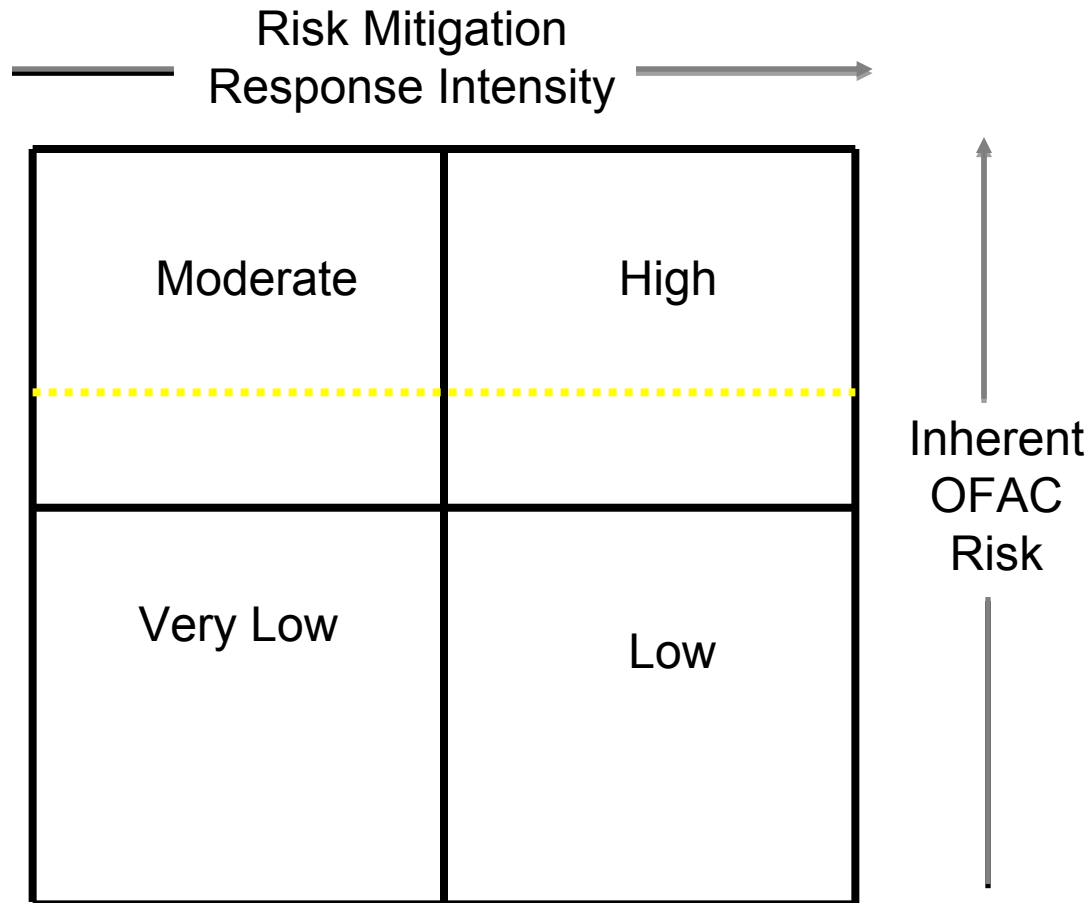 Risk Mitigation
Response Intensity
Moderate
High
Inherent
OFAC
Risk
Very Low
Low